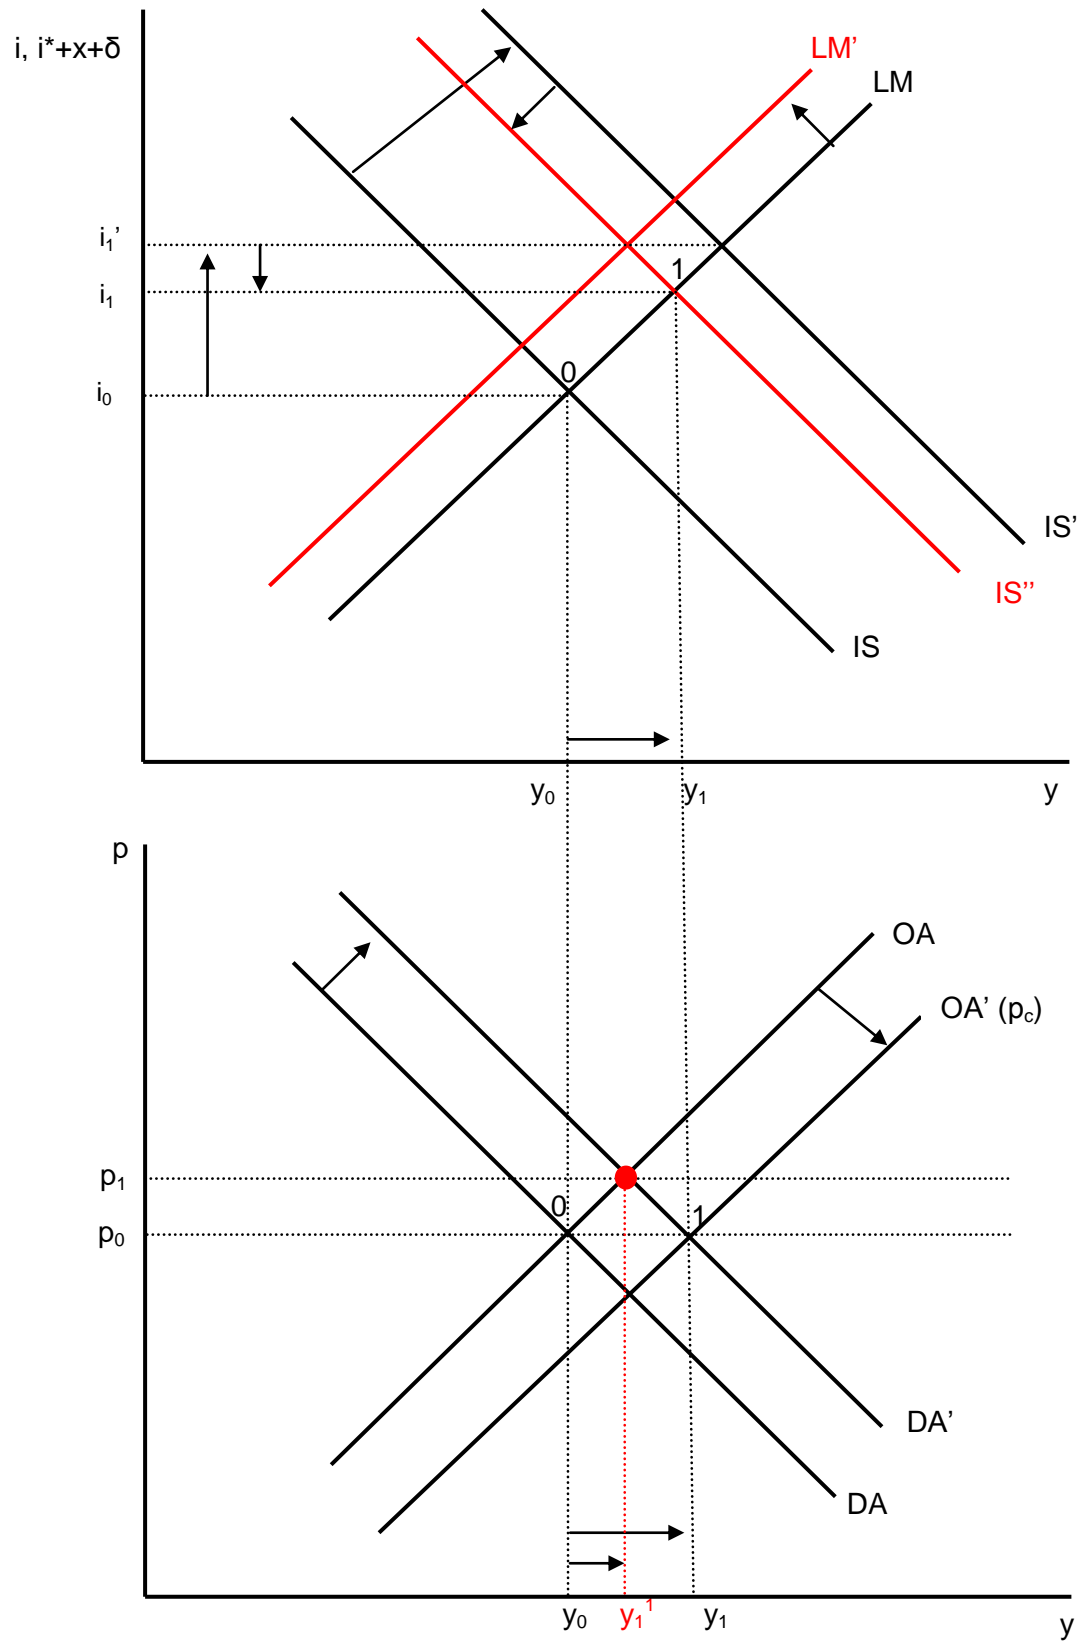 i, i*+x+δ
LM’
LM
i₁’
1
i₁
0
i₀
IS’
IS’’
IS
y₀
y₁
y
p
OA
OA’ (p꜀)
p₁
0
1
p₀
DA’
DA
y₀
y₁¹
y₁
y